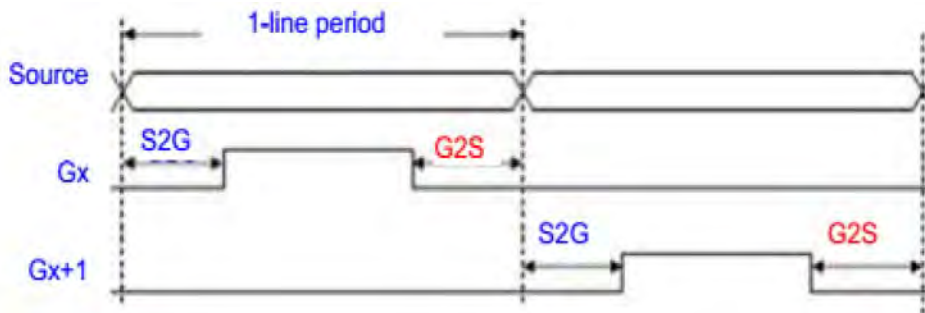 1-line period
Source
S2G
G2S
Gx
S2G
G2S
Gx+1